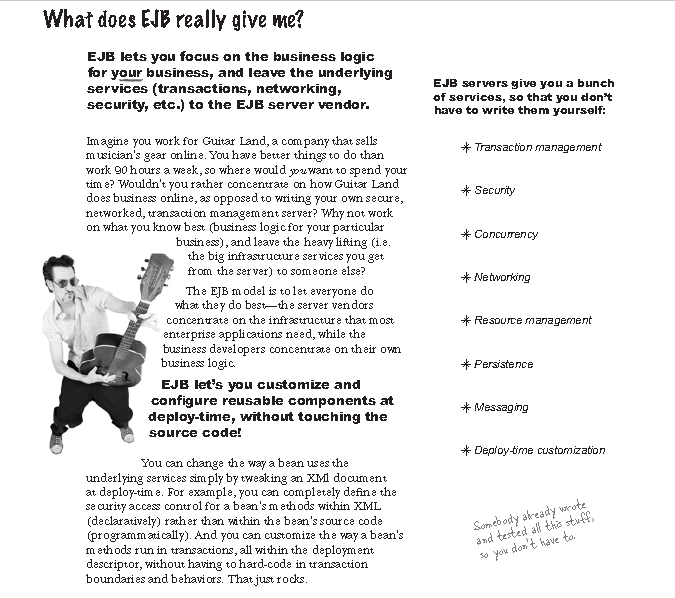 What does EJB really give me?
EJB lets you focus on the business logic
for your business, and leave the underlying
services (transactions, networking,
security, etc.) to the EJB server vendor.
Imagine you work for Guitar Land, a company that sells
musician's gear online. You have better things to do than
work 90 hours a week, so where would you want to spend your
time? Wouldn't you rather concentrate on how Guitar Land
does business online, as opposed to writing your own secure,
networked, transaction management server? Why not work
on what you know best (business logic for your particular
business), and leave the heavy lifting (i.e.
the big infrastructure services you get
from the server) to someone else?
The EJB model is to let everyone do
what they do best—the server vendors
concentrate on the infrastructure that most
enterprise applications need, while the
business developers concentrate on their own
business logic.
EJB let's you customize and
configure reusable components at
deploy-time, without touching the
source code!
You can change the way a bean uses the
underlying services simply by tweaking an XMl document
at deploy-time. For example, you can completely define the
security access control for a bean's methods within XML
(declaratively) rather than within the bean's source code
(programmatically). And you can customize the way a bean's
methods run in transactions, all within the deployment
descriptor, without having to hard-code in transaction
boundaries and behaviors. That just rocks.
EJB servers give you a bunch
of services, so that you don't
have to write them yourself:
Transaction management
Security
Concurrency
Networking
Resource management
Persistence
Messaging
Deploy-time customization
Somebody already wrote
and tested all this stuff,
so you don't have to.